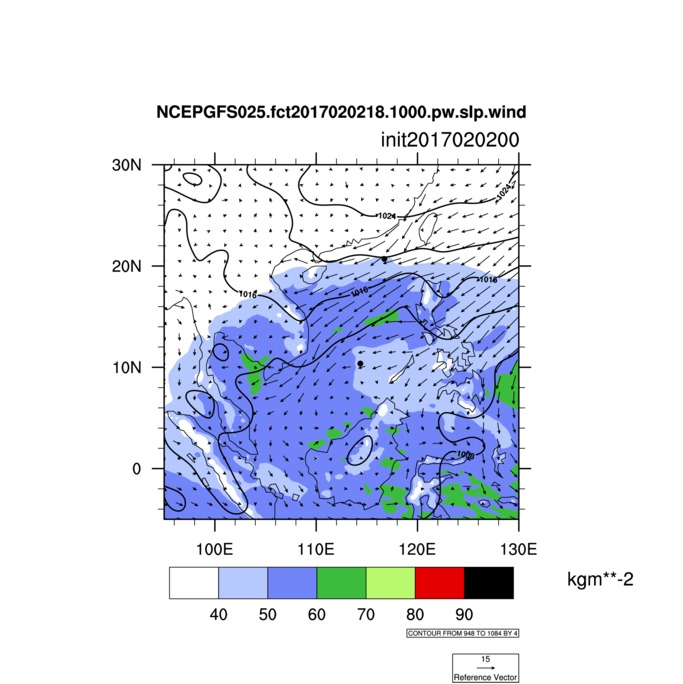 NCEPGFS025.fct2017020218.1000.pw.slp.wind
init2017020200
30N
20N
10N
0
1024
1024
1016
1016
1016
1008
100E 110E 120E 130E
40 50 60 70 80 90
kgm**-2
CONTOUR FROM 948 TO 1084 BY 4
15
Reference Vector